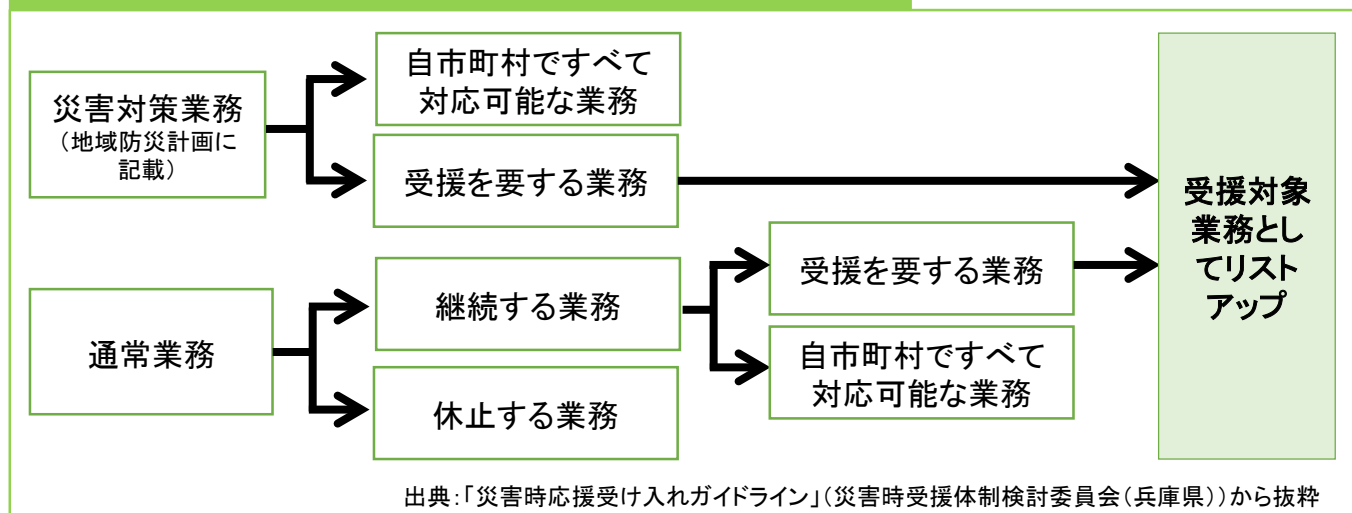 災害対策業務
（地域防災計画に
記載）
自市町村ですべて
対応可能な業務
受援を要する業務
通常業務
継続する業務
休止する業務
受援を要する業務
自市町村ですべて
対応可能な業務
受援対象
業務とし
てリスト
アップ
出典：「災害時応援受け入れガイドライン」（災害時受援体制検討委員会（兵庫県））から抜粋